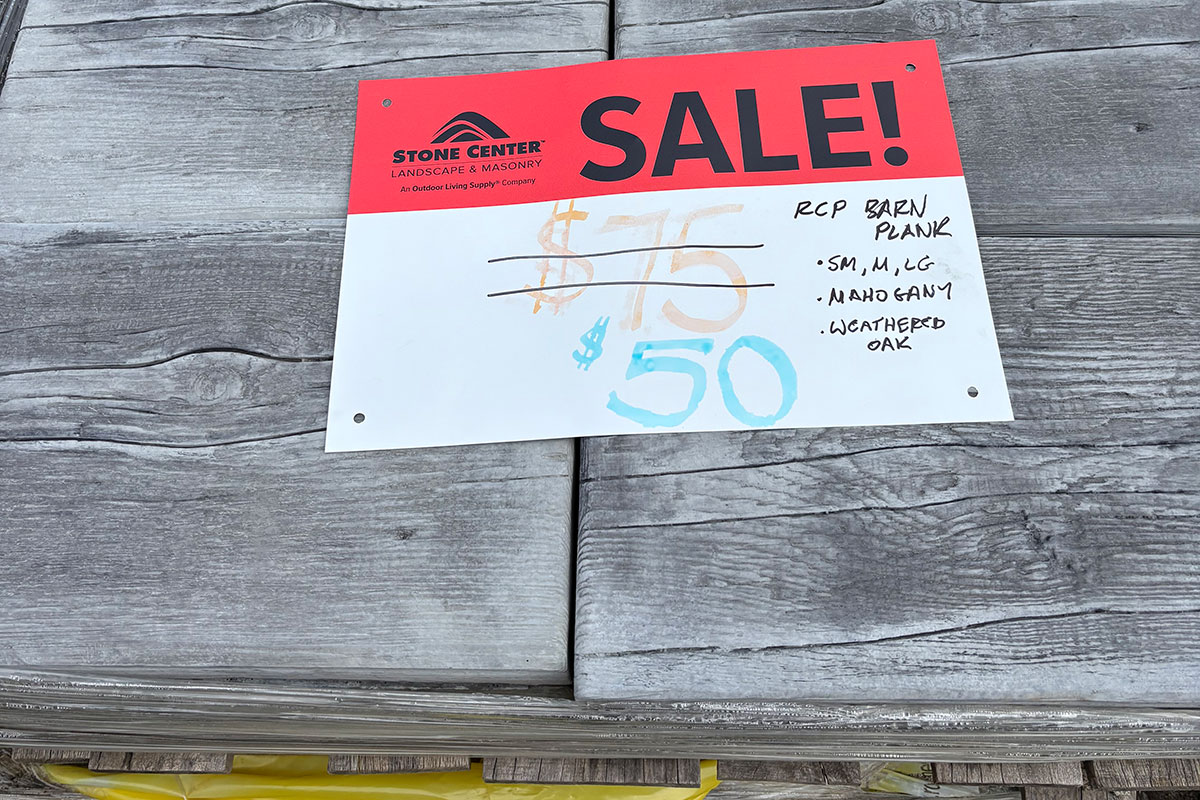 SALE!
STONE CENTER™
LANDSCAPE & MASONRY
An Outdoor Living Supply® Company
$75
$50
RCP BARN
PLANK
• SM, M, LG
• MAHOGANY
• WEATHERED
OAK